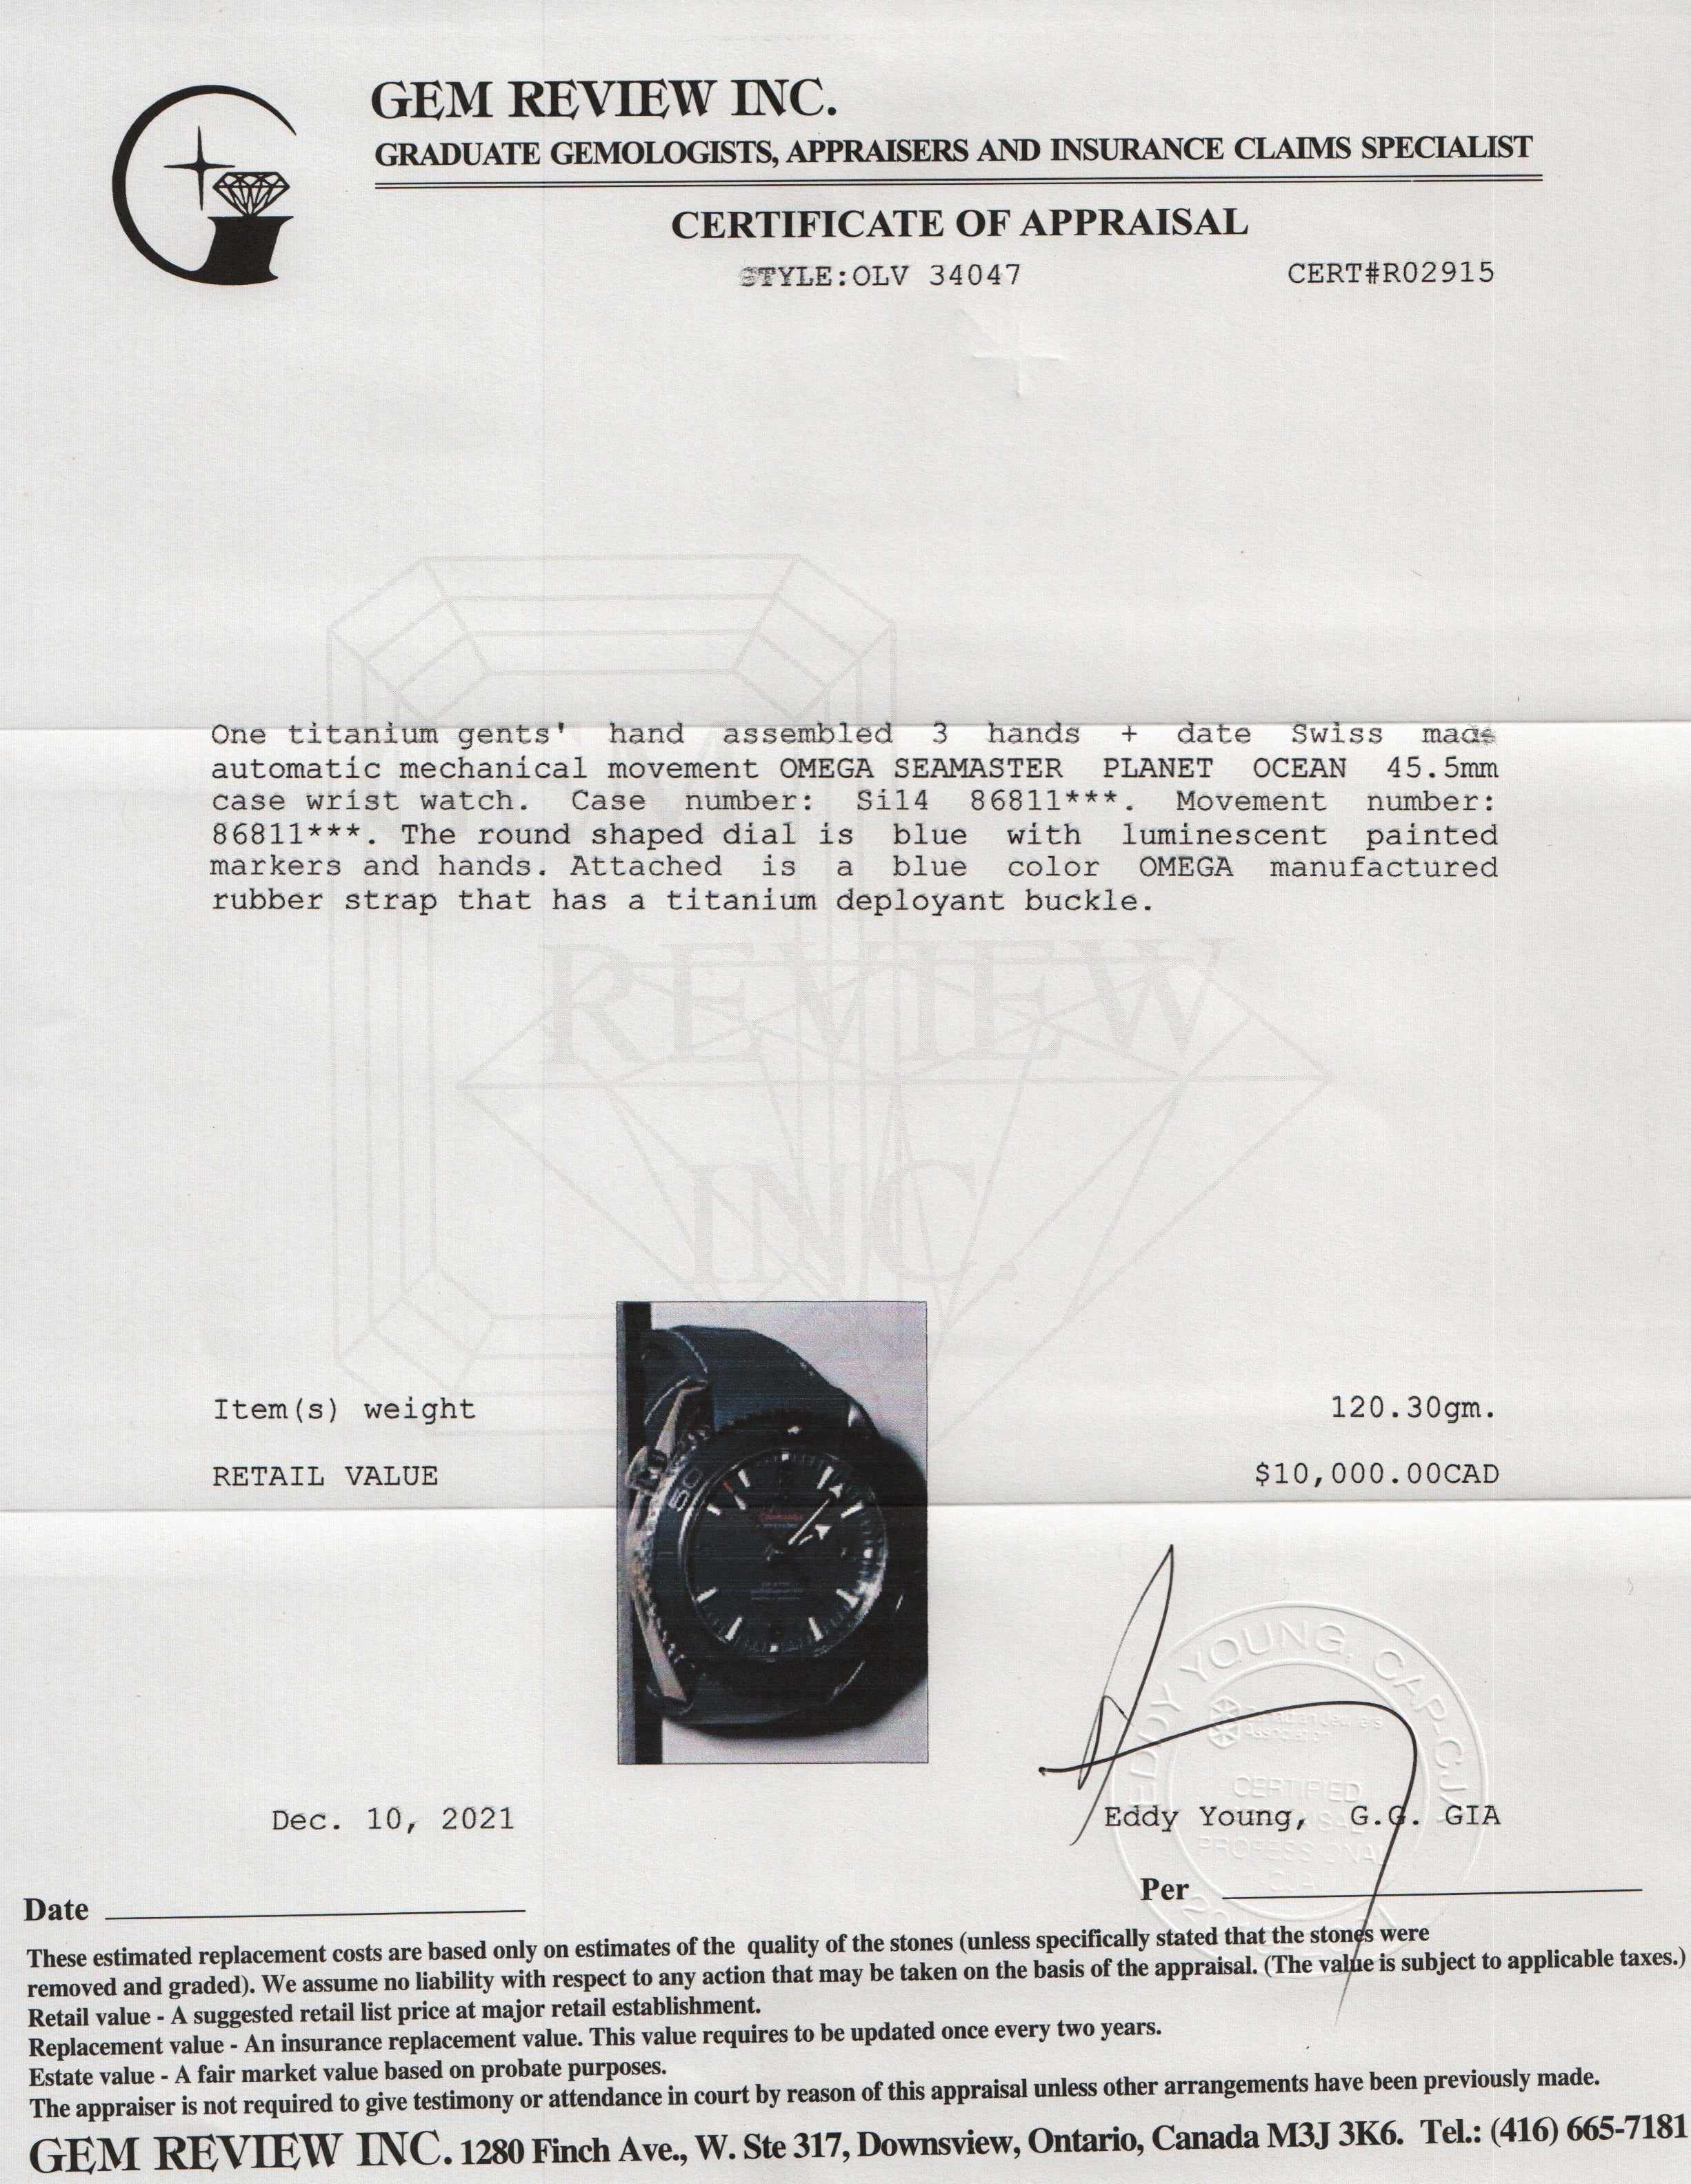 GEM REVIEW INC.
GRADUATE GEMOLOGISTS, APPRAISERS AND INSURANCE CLAIMS SPECIALIST
CERTIFICATE OF APPRAISAL
STYLE:OLV 34047 CERT#R02915
One titanium gents' hand assembled 3 hands + date Swiss made
automatic mechanical movement OMEGA SEAMASTER PLANET OCEAN 45.5mm
case wrist watch. Case number: Si14 86811***. Movement number:
86811***. The round shaped dial is blue with luminescent painted
markers and hands. Attached is a blue color OMEGA manufactured
rubber strap that has a titanium deployant buckle.
GEM
REVIEW
INC.
Item(s) weight 120.30gm.
RETAIL VALUE $10,000.00CAD
50
EDDY YOUNG, CAP-CJA
CERTIFIED
PROFESSIONAL
Dec. 10, 2021 Eddy Young, G.G. GIA
Date Per
These estimated replacement costs are based only on estimates of the quality of the stones (unless specifically stated that the stones were
removed and graded). We assume no liability with respect to any action that may be taken on the basis of the appraisal. (The value is subject to applicable taxes.)
Retail value - A suggested retail list price at major retail establishment.
Replacement value - An insurance replacement value. This value requires to be updated once every two years.
Estate value - A fair market value based on probate purposes.
The appraiser is not required to give testimony or attendance in court by reason of this appraisal unless other arrangements have been previously made.
GEM REVIEW INC. 1280 Finch Ave., W. Ste 317, Downsview, Ontario, Canada M3J 3K6. Tel.: (416) 665-7181